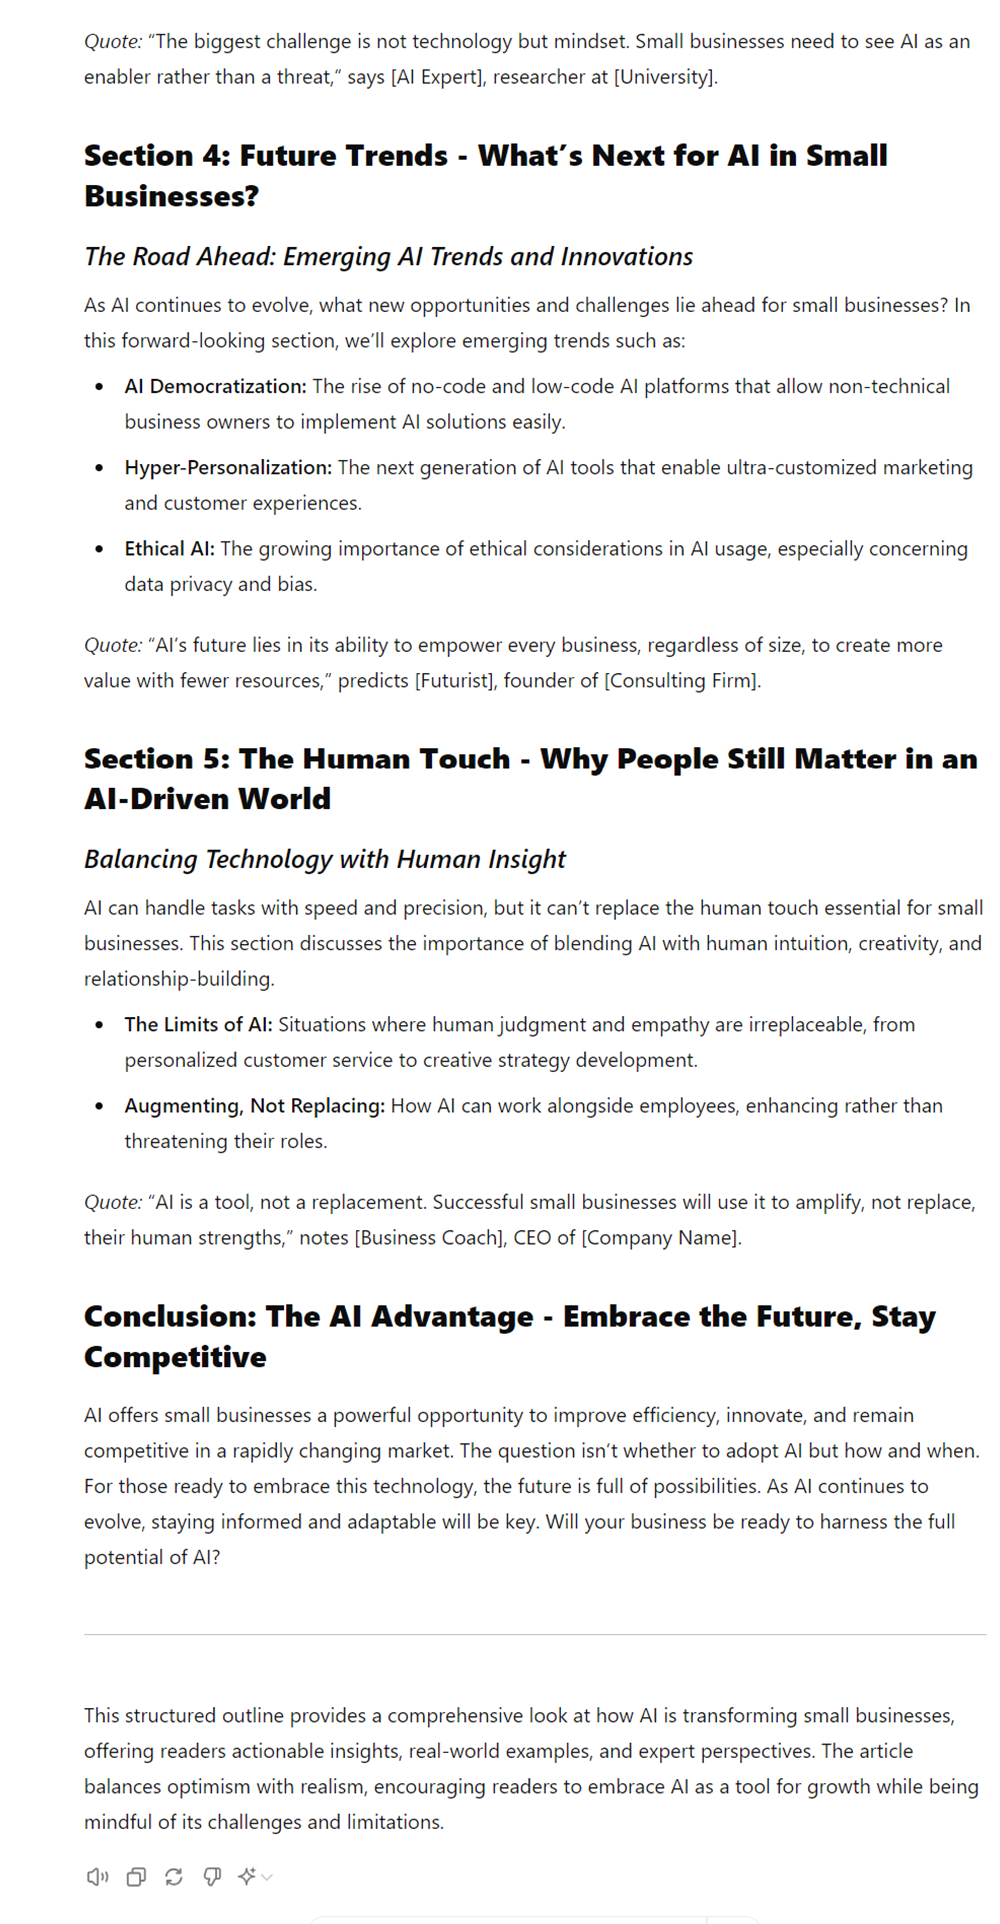 Quote: “The biggest challenge is not technology but mindset. Small businesses need to see AI as an
enabler rather than a threat,” says [AI Expert], researcher at [University].
Section 4: Future Trends - What’s Next for AI in Small
Businesses?
The Road Ahead: Emerging AI Trends and Innovations
As AI continues to evolve, what new opportunities and challenges lie ahead for small businesses? In
this forward-looking section, we’ll explore emerging trends such as:
• AI Democratization: The rise of no-code and low-code AI platforms that allow non-technical
business owners to implement AI solutions easily.
• Hyper-Personalization: The next generation of AI tools that enable ultra-customized marketing
and customer experiences.
• Ethical AI: The growing importance of ethical considerations in AI usage, especially concerning
data privacy and bias.
Quote: “AI’s future lies in its ability to empower every business, regardless of size, to create more
value with fewer resources,” predicts [Futurist], founder of [Consulting Firm].
Section 5: The Human Touch - Why People Still Matter in an
AI-Driven World
Balancing Technology with Human Insight
AI can handle tasks with speed and precision, but it can’t replace the human touch essential for small
businesses. This section discusses the importance of blending AI with human intuition, creativity, and
relationship-building.
• The Limits of AI: Situations where human judgment and empathy are irreplaceable, from
personalized customer service to creative strategy development.
• Augmenting, Not Replacing: How AI can work alongside employees, enhancing rather than
threatening their roles.
Quote: “AI is a tool, not a replacement. Successful small businesses will use it to amplify, not replace,
their human strengths,” notes [Business Coach], CEO of [Company Name].
Conclusion: The AI Advantage - Embrace the Future, Stay
Competitive
AI offers small businesses a powerful opportunity to improve efficiency, innovate, and remain
competitive in a rapidly changing market. The question isn’t whether to adopt AI but how and when.
For those ready to embrace this technology, the future is full of possibilities. As AI continues to
evolve, staying informed and adaptable will be key. Will your business be ready to harness the full
potential of AI?
This structured outline provides a comprehensive look at how AI is transforming small businesses,
offering readers actionable insights, real-world examples, and expert perspectives. The article
balances optimism with realism, encouraging readers to embrace AI as a tool for growth while being
mindful of its challenges and limitations.